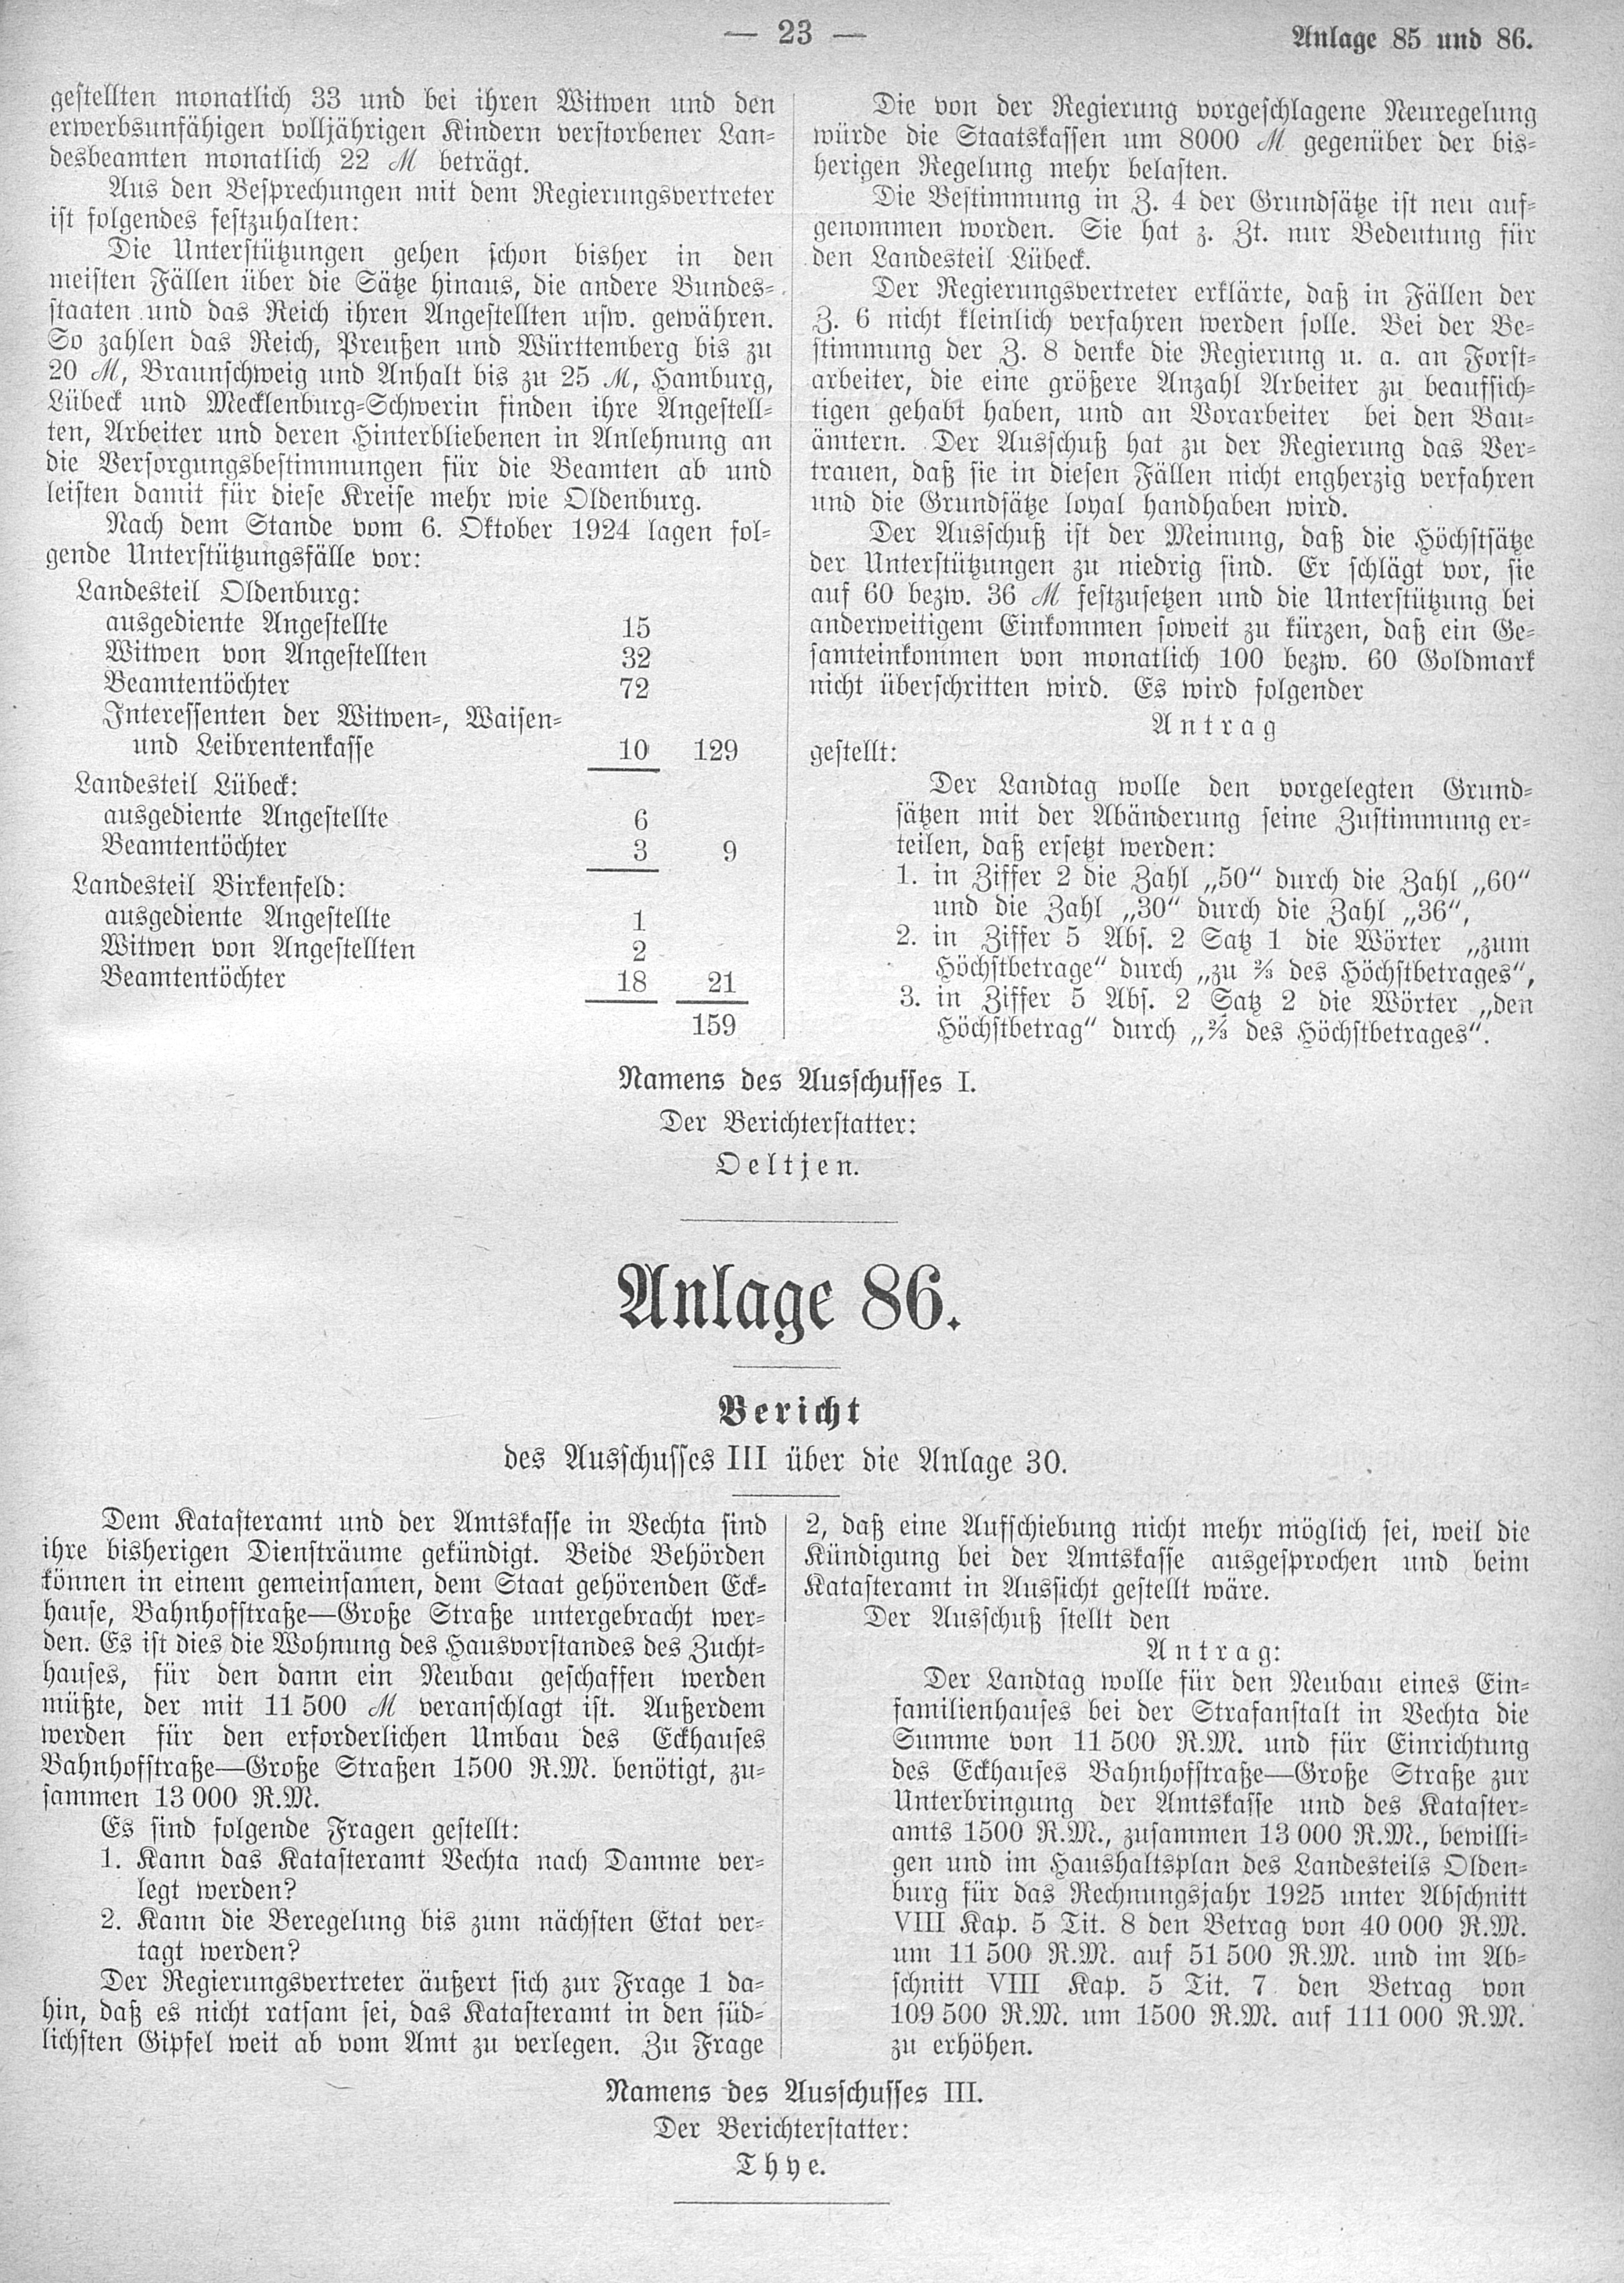 — 23 —
Anlage 85 und 86.
gestellten monatlich 33 und bei ihren Witwen und den
erwerbsunfähigen volljährigen Kindern verstorbener Lan-
desbeamten monatlich 22 ℳ beträgt.
Aus den Besprechungen mit dem Regierungsvertreter
ist folgendes festzuhalten:
Die Unterstützungen gehen schon bisher in den
meisten Fällen über die Sätze hinaus, die andere Bundes-
staaten und das Reich ihren Angestellten usw. gewähren.
So zahlen das Reich, Preußen und Württemberg bis zu
20 ℳ, Braunschweig und Anhalt bis zu 25 ℳ, Hamburg,
Lübeck und Mecklenburg-Schwerin finden ihre Angestell-
ten, Arbeiter und deren Hinterbliebenen in Anlehnung an
die Versorgungsbestimmungen für die Beamten ab und
leisten damit für diese Kreise mehr wie Oldenburg.
Nach dem Stande vom 6. Oktober 1924 lagen fol-
gende Unterstützungsfälle vor:
Landesteil Oldenburg:
ausgediente Angestellte 15
Witwen von Angestellten 32
Beamtentöchter 72
Interessenten der Witwen-, Waisen-
und Leibrentenkasse 10 129
Landesteil Lübeck:
ausgediente Angestellte 6
Beamtentöchter 3 9
Landesteil Birkenfeld:
ausgediente Angestellte 1
Witwen von Angestellten 2
Beamtentöchter 18 21
159
Die von der Regierung vorgeschlagene Neuregelung
würde die Staatskassen um 8000 ℳ gegenüber der bis-
herigen Regelung mehr belasten.
Die Bestimmung in Z. 4 der Grundsätze ist neu auf-
genommen worden. Sie hat z. Zt. nur Bedeutung für
den Landesteil Lübeck.
Der Regierungsvertreter erklärte, daß in Fällen der
Z. 6 nicht kleinlich verfahren werden solle. Bei der Be-
stimmung der Z. 8 denke die Regierung u. a. an Forst-
arbeiter, die eine größere Anzahl Arbeiter zu beaufsich-
tigen gehabt haben, und an Vorarbeiter bei den Bau-
ämtern. Der Ausschuß hat zu der Regierung das Ver-
trauen, daß sie in diesen Fällen nicht engherzig verfahren
und die Grundsätze loyal handhaben wird.
Der Ausschuß ist der Meinung, daß die Höchstsätze
der Unterstützungen zu niedrig sind. Er schlägt vor, sie
auf 60 bezw. 36 ℳ festzusetzen und die Unterstützung bei
anderweitigem Einkommen soweit zu kürzen, daß ein Ge-
samteinkommen von monatlich 100 bezw. 60 Goldmark
nicht überschritten wird. Es wird folgender
Antrag
gestellt:
Der Landtag wolle den vorgelegten Grund-
sätzen mit der Abänderung seine Zustimmung er-
teilen, daß ersetzt werden:
1. in Ziffer 2 die Zahl „50“ durch die Zahl „60“
und die Zahl „30“ durch die Zahl „36“,
2. in Ziffer 5 Abs. 2 Satz 1 die Wörter „zum
Höchstbetrage“ durch „zu ⅔ des Höchstbetrages“,
3. in Ziffer 5 Abs. 2 Satz 2 die Wörter „den
Höchstbetrag“ durch „⅔ des Höchstbetrages“.
Namens des Ausschusses I.
Der Berichterstatter:
Oeltjen.
Anlage 86.
Bericht
des Ausschusses III über die Anlage 30.
Dem Katasteramt und der Amtskasse in Vechta sind
ihre bisherigen Diensträume gekündigt. Beide Behörden
können in einem gemeinsamen, dem Staat gehörenden Eck-
hause, Bahnhofstraße—Große Straße untergebracht wer-
den. Es ist dies die Wohnung des Hausvorstandes des Zucht-
hauses, für den dann ein Neubau geschaffen werden
müßte, der mit 11 500 ℳ veranschlagt ist. Außerdem
werden für den erforderlichen Umbau des Eckhauses
Bahnhofstraße—Große Straßen 1500 R.M. benötigt, zu-
sammen 13 000 R.M.
Es sind folgende Fragen gestellt:
1. Kann das Katasteramt Vechta nach Damme ver-
legt werden?
2. Kann die Beregelung bis zum nächsten Etat ver-
tagt werden?
Der Regierungsvertreter äußert sich zur Frage 1 da-
hin, daß es nicht ratsam sei, das Katasteramt in den süd-
lichsten Gipfel weit ab vom Amt zu verlegen. Zu Frage
2, daß eine Aufschiebung nicht mehr möglich sei, weil die
Kündigung bei der Amtskasse ausgesprochen und beim
Katasteramt in Aussicht gestellt wäre.
Der Ausschuß stellt den
Antrag:
Der Landtag wolle für den Neubau eines Ein-
familienhauses bei der Strafanstalt in Vechta die
Summe von 11 500 R.M. und für Einrichtung
des Eckhauses Bahnhofstraße—Große Straße zur
Unterbringung der Amtskasse und des Kataster-
amts 1500 R.M., zusammen 13 000 R.M., bewilli-
gen und im Haushaltsplan des Landesteils Olden-
burg für das Rechnungsjahr 1925 unter Abschnitt
VIII Kap. 5 Tit. 8 den Betrag von 40 000 R.M.
um 11 500 R.M. auf 51 500 R.M. und im Ab-
schnitt VIII Kap. 5 Tit. 7 den Betrag von
109 500 R.M. um 1500 R.M. auf 111 000 R.M.
zu erhöhen.
Namens des Ausschusses III.
Der Berichterstatter:
Thye.